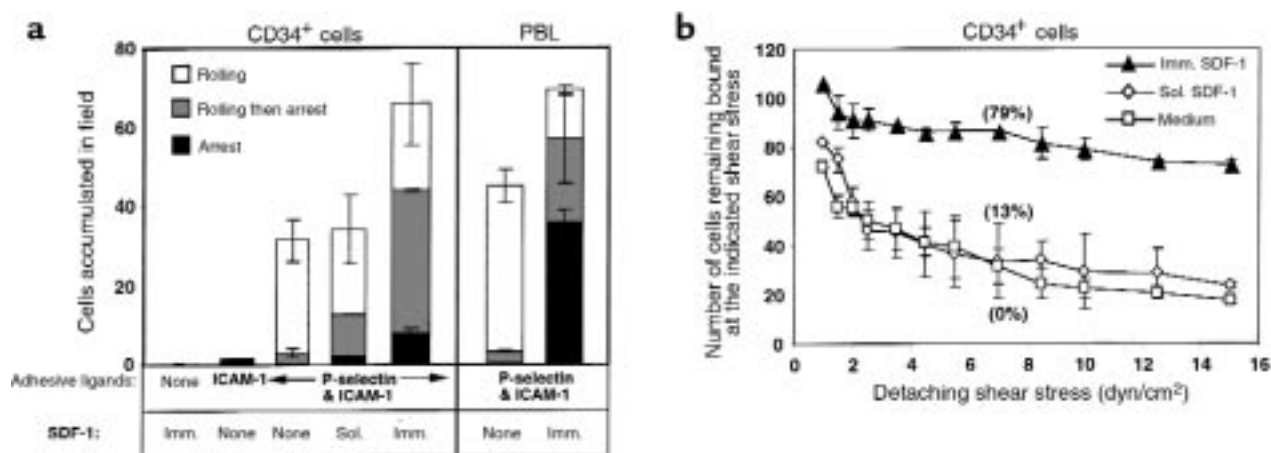 a
CD34+ cells
PBL
Cells accumulated in field
80
60
40
20
0
Rolling
Rolling then arrest
Arrest
Adhesive ligands:
None
ICAM-1
P-selectin
& ICAM-1
P-selectin
& ICAM-1
SDF-1:
Imm.
None
None
Sol.
Imm.
None
Imm.
b
CD34+ cells
Number of cells remaining bound
at the indicated shear stress
120
100
80
60
40
20
0
Imm. SDF-1
Sol. SDF-1
Medium
(79%)
(13%)
(0%)
0
2
4
6
8
10
12
14
16
Detaching shear stress (dyn/cm2)